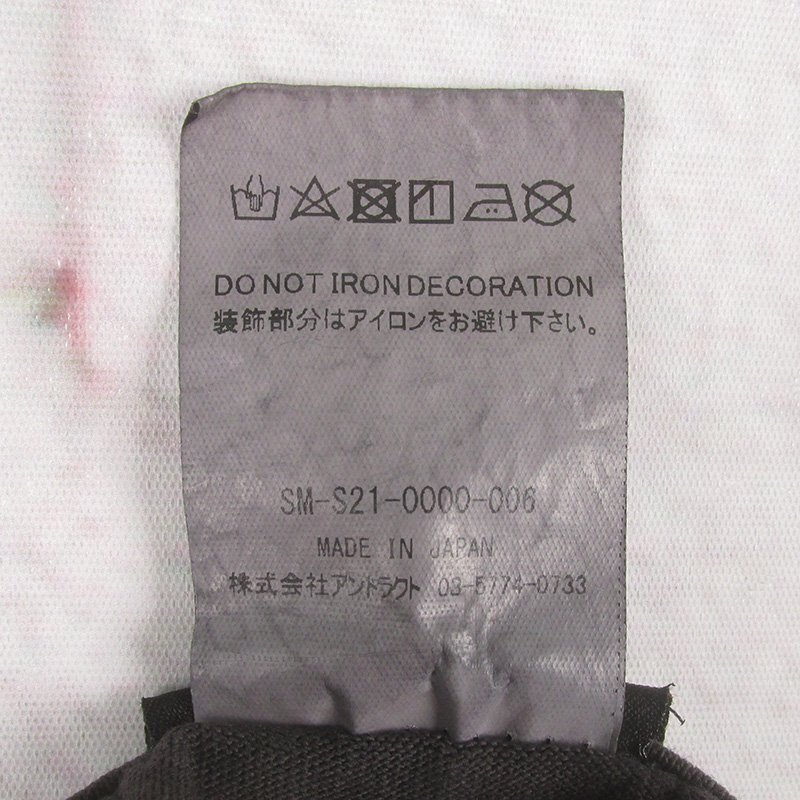 DO NOT IRON DECORATION
装飾部分はアイロンをお避け下さい。
SM-S21-0000-006
MADE IN JAPAN
株式会社アントラクト 03-5774-0733